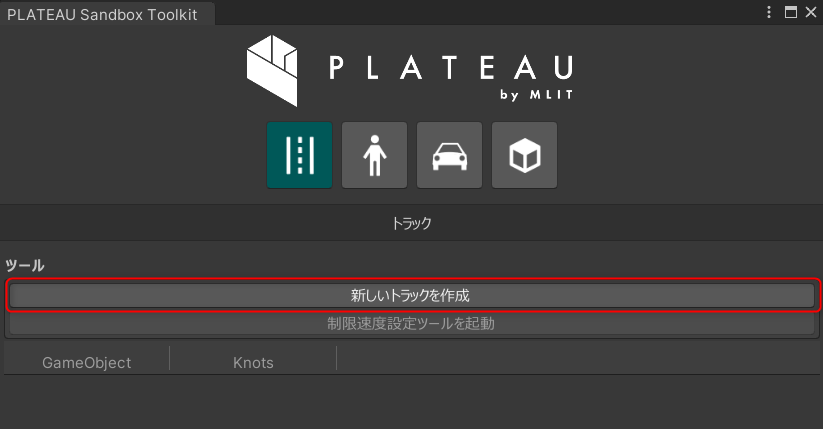 PLATEAU Sandbox Toolkit
PLATEAU
by MLIT
トラック
ツール
新しいトラックを作成
制限速度設定ツールを起動
GameObject Knots